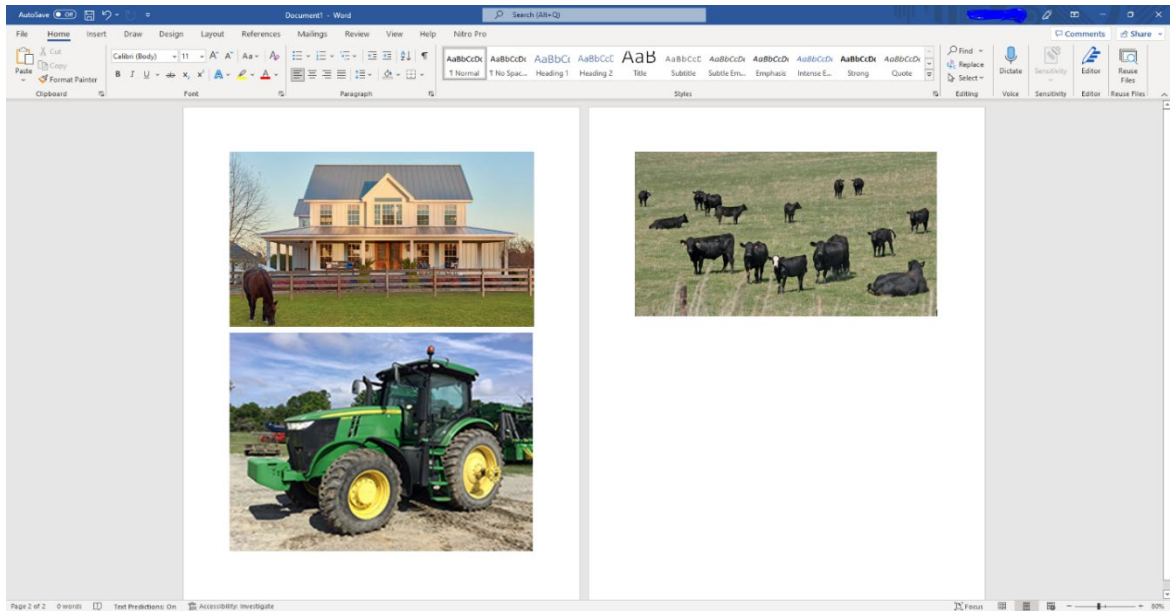 AutoSave Off Document1 - Word Search (Alt+Q)
File Home Insert Draw Design Layout References Mailings Review View Help Nitro Pro Comments Share
Paste Cut Copy Format Painter Clipboard
Calibri (Body) 11 Font
Paragraph
AaBbCcDc AaBbCcDc AaBbCc AaBbCcC AaB AaBbCcC AaBbCcDc AaBbCcDc AaBbCcDc AaBbCcDc AaBbCcDc
¶ Normal ¶ No Spac... Heading 1 Heading 2 Title Subtitle Subtle Em... Emphasis Intense E... Strong Quote
Styles
Find Replace Select Editing
Dictate Voice
Sensitivity Sensitivity
Editor Editor
Reuse Files Reuse Files
Page 2 of 2 0 words Text Predictions: On Accessibility: Investigate Focus 80%